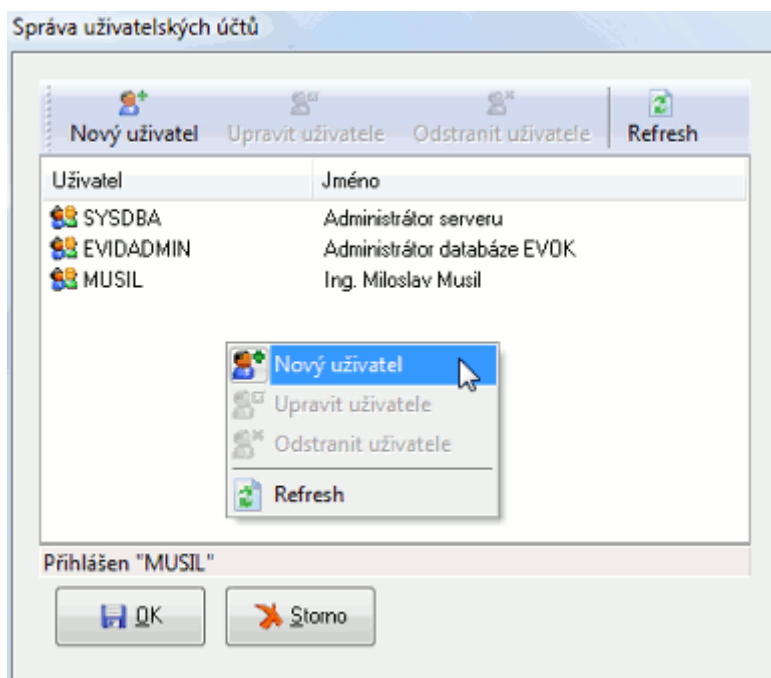 Správa uživatelských účtů
Nový uživatel Upravit uživatele Odstranit uživatele Refresh
Uživatel Jméno
SYSDBA Administrátor serveru
EVIDADMIN Administrátor databáze EVOK
MUSIL Ing. Miloslav Musil
Nový uživatel
Upravit uživatele
Odstranit uživatele
Refresh
Přihlášen "MUSIL"
OK Storno